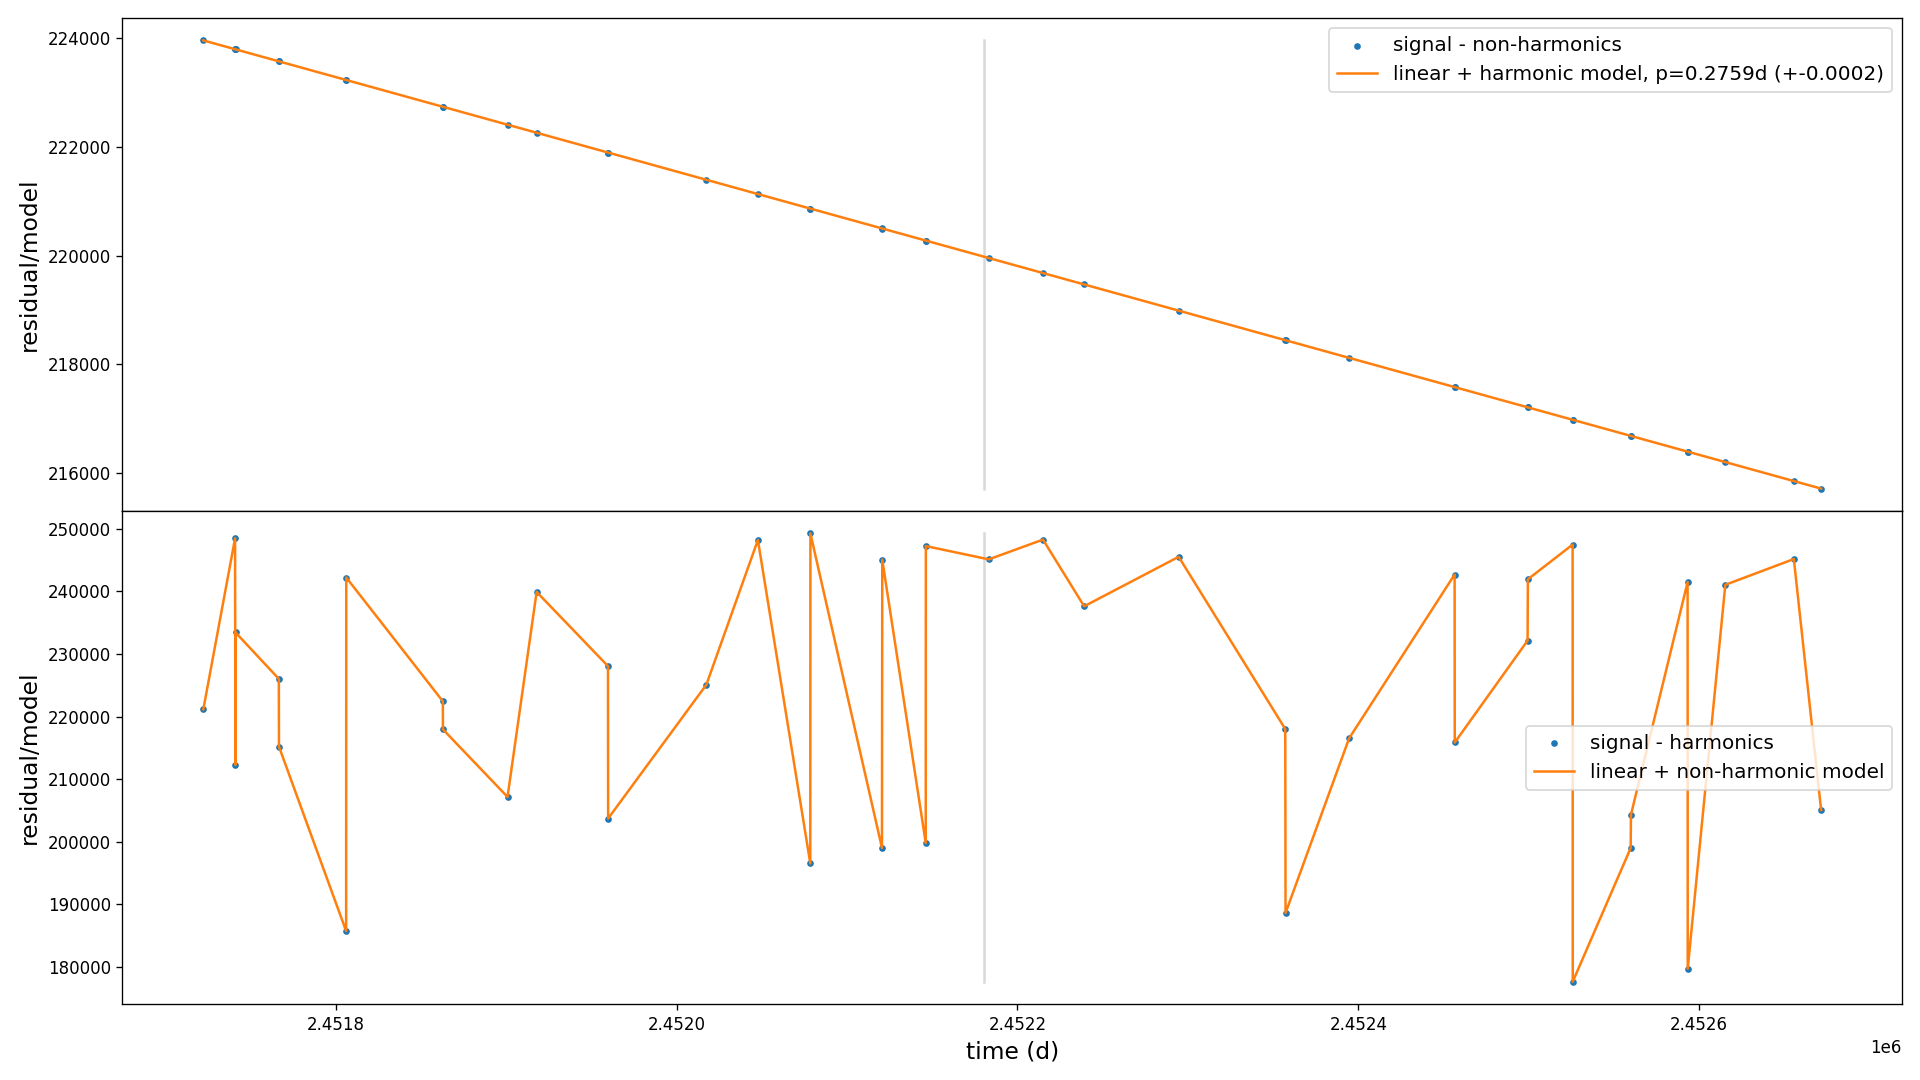 224000
222000
220000
218000
216000
residual/model
signal - non-harmonics
linear + harmonic model, p=0.2759d (+-0.0002)
250000
240000
230000
220000
210000
200000
190000
180000
residual/model
signal - harmonics
linear + non-harmonic model
2.4518
2.4520
2.4522
2.4524
2.4526
1e6
time (d)